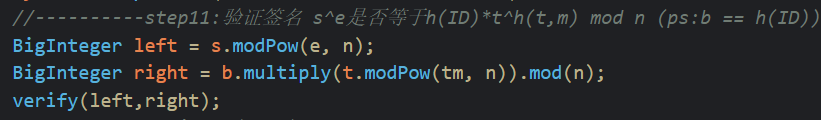 //----------step11:验证签名 s^e是否等于h(ID)*t^h(t,m) mod n (ps:b == h(ID))
BigInteger left = s.modPow(e, n);
BigInteger right = b.multiply(t.modPow(tm, n)).mod(n);
verify(left,right);